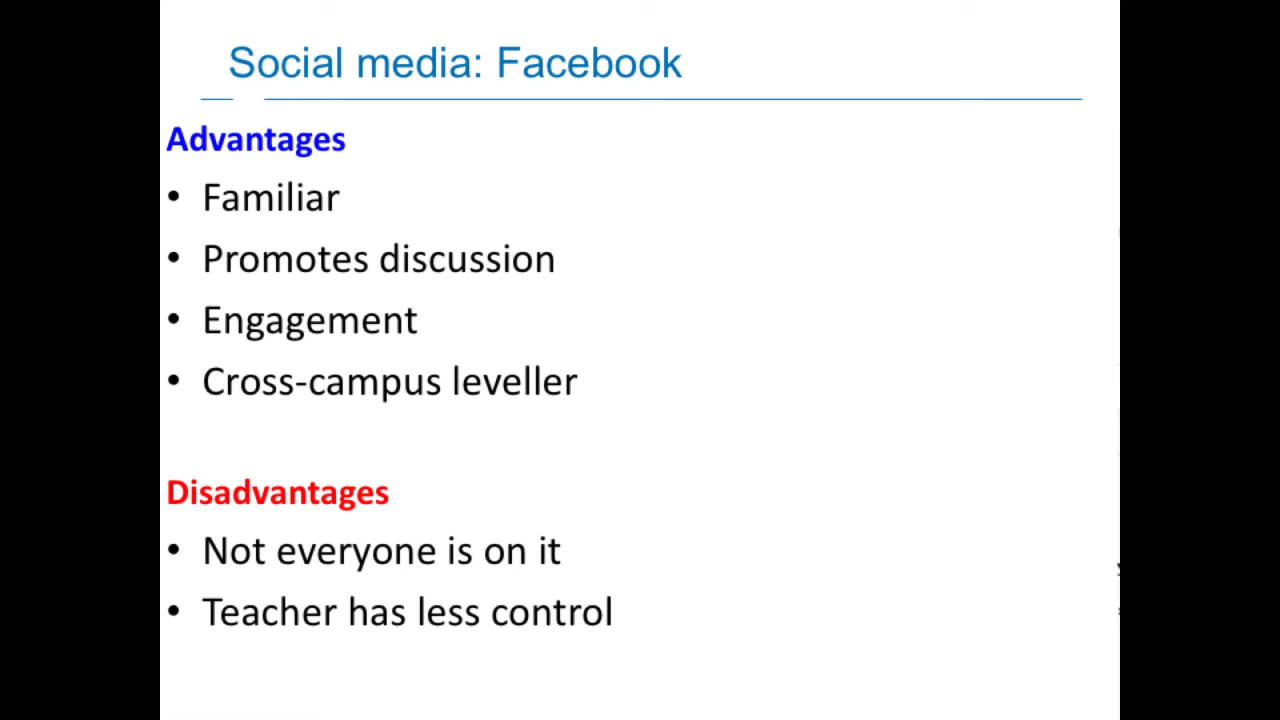 Social media: Facebook
Advantages
• Familiar
• Promotes discussion
• Engagement
• Cross-campus leveller
Disadvantages
• Not everyone is on it
• Teacher has less control